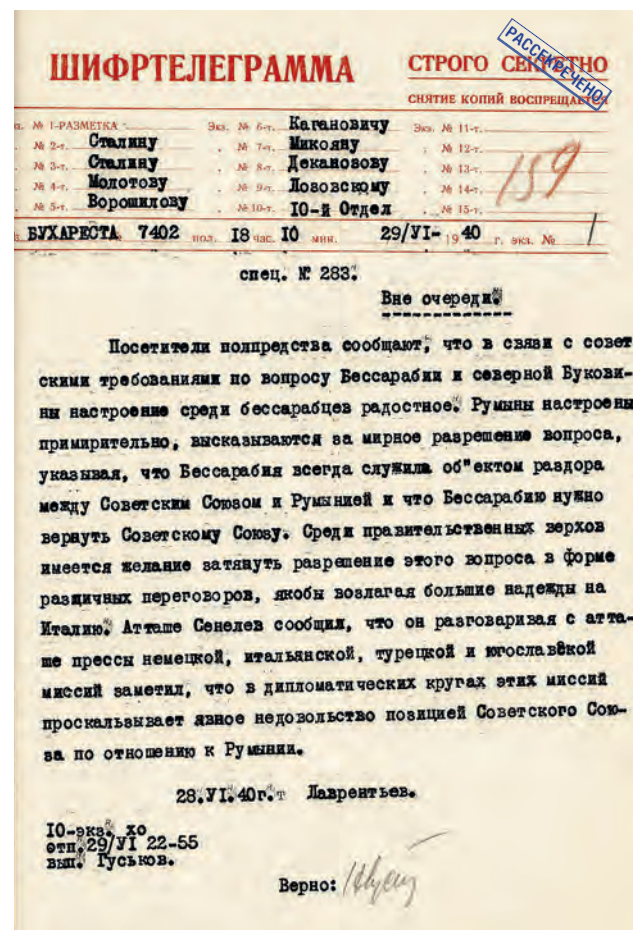 РАССЕКРЕЧЕНО
ШИФРТЕЛЕГРАММА
СТРОГО СЕКРЕТНО
СНЯТИЕ КОПИЙ ВОСПРЕЩАЕТСЯ
№ 1-РАЗМЕТКА Экз. № 6-т. Кагановичу Экз. № 11-т.
№ 2-т. Сталину № 7-т. Микояну № 12-т.
№ 3-т. Сталину № 8-т. Деканозову № 13-т.
№ 4-т. Молотову № 9-т. Лозовскому № 14-т.
№ 5-т. Ворошилову № 10-т. 10-й Отдел № 15-т.
159
БУХАРЕСТА 7402 пол. 18 час. 10 мин. 29/VI- 1940 г. экз. № 1
спец. № 283.
Вне очереди.
Посетители полпредства сообщают, что в связи с совет
скими требованиями по вопросу Бессарабии и северной Букови-
ны настроение среди бессарабцев радостное. Румыны настроены
примирительно, высказываются за мирное разрешение вопроса,
указывая, что Бессарабия всегда служила об"ектом раздора
между Советским Союзом и Румынией и что Бессарабию нужно
вернуть Советскому Союзу. Среди правительственных верхов
имеется желание затянуть разрешение этого вопроса в форме
различных переговоров, якобы возлагая большие надежды на
Италию. Атташе Сенелев сообщил, что он разговаривая с атта-
ше прессы немецкой, итальянской, турецкой и югославской
миссий заметил, что в дипломатических кругах этих миссий
проскальзывает явное недовольство позицией Советского Сою-
за по отношению к Румынии.
28.VI.40г. т Лаврентьев.
10-экз. хо
отп. 29/VI 22-55
вып. Гуськов.
Верно: